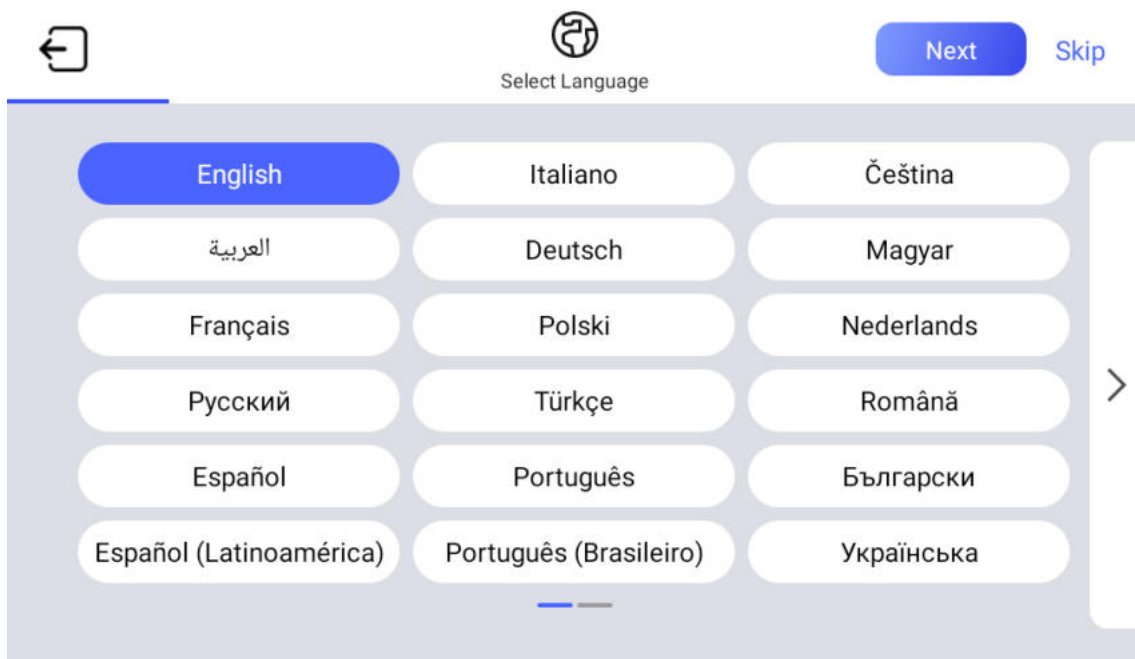 Select Language
Next
Skip
English
Italiano
Čeština
العربية
Deutsch
Magyar
Français
Polski
Nederlands
Русский
Türkçe
Română
Español
Português
Български
Español (Latinoamérica)
Português (Brasileiro)
Українська